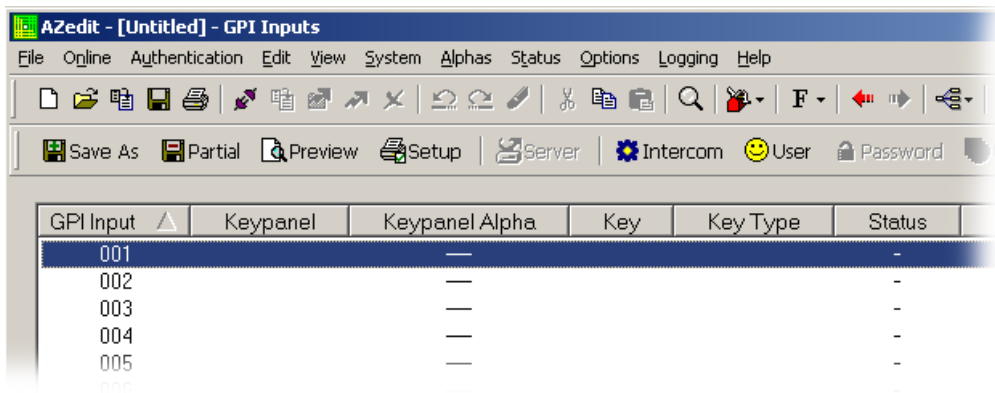 AZedit - [Untitled] - GPI Inputs
File Online Authentication Edit View System Alphas Status Options Logging Help
F
Save As Partial Preview Setup Server Intercom User Password
GPI Input Keypanel Keypanel Alpha Key Key Type Status
001 — -
002 — -
003 — -
004 — -
005 — -
006 — -